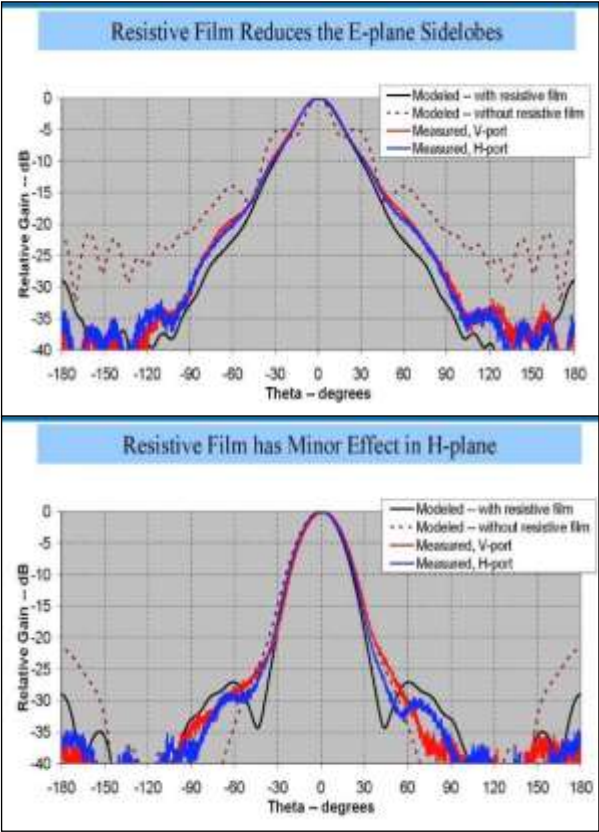 Resistive Film Reduces the E-plane Sidelobes
Modeled -- with resistive film
Modeled -- without resistive film
Measured, V-port
Measured, H-port
0
-5
-10
-15
-20
-25
-30
-35
-40
Relative Gain -- dB
-180 -150 -120 -90 -60 -30 0 30 60 90 120 150 180
Theta -- degrees
Resistive Film has Minor Effect in H-plane
Modeled -- with resistive film
Modeled -- without resistive film
Measured, V-port
Measured, H-port
0
-5
-10
-15
-20
-25
-30
-35
-40
Relative Gain -- dB
-180 -150 -120 -90 -60 -30 0 30 60 90 120 150 180
Theta -- degrees